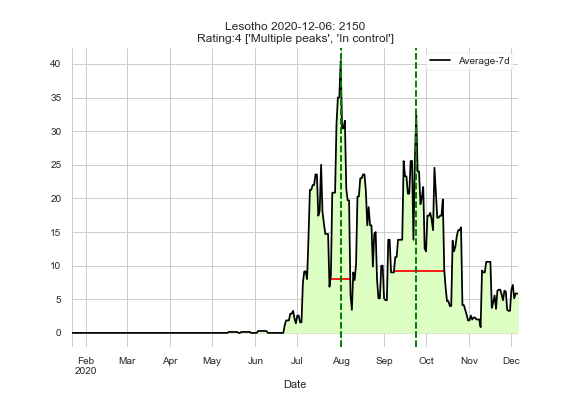 Lesotho 2020-12-06: 2150
Rating:4 ['Multiple peaks', 'In control']
Average-7d
40
35
30
25
20
15
10
5
0
Feb Mar Apr May Jun Jul Aug Sep Oct Nov Dec
2020
Date